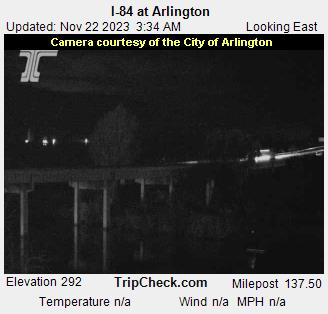 I-84 at Arlington
Updated: Nov 22 2023 3:34 AM Looking East
Camera courtesy of the City of Arlington
Elevation 292 TripCheck.com Milepost 137.50
Temperature n/a Wind n/a MPH n/a